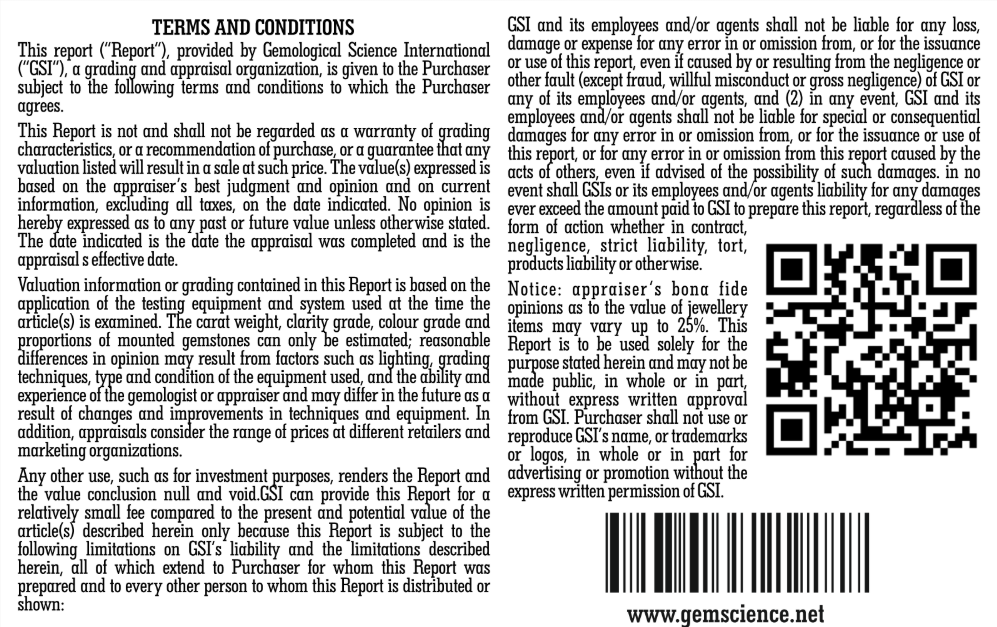 TERMS AND CONDITIONS
This report (“Report”), provided by Gemological Science International
(“GSI”), a grading and appraisal organization, is given to the Purchaser
subject to the following terms and conditions to which the Purchaser
agrees.
This Report is not and shall not be regarded as a warranty of grading
characteristics, or a recommendation of purchase, or a guarantee that any
valuation listed will result in a sale at such price. The value(s) expressed is
based on the appraiser’s best judgment and opinion and on current
information, excluding all taxes, on the date indicated. No opinion is
hereby expressed as to any past or future value unless otherwise stated.
The date indicated is the date the appraisal was completed and is the
appraisal s effective date.
Valuation information or grading contained in this Report is based on the
application of the testing equipment and system used at the time the
article(s) is examined. The carat weight, clarity grade, colour grade and
proportions of mounted gemstones can only be estimated; reasonable
differences in opinion may result from factors such as lighting, grading
techniques, type and condition of the equipment used, and the ability and
experience of the gemologist or appraiser and may differ in the future as a
result of changes and improvements in techniques and equipment. In
addition, appraisals consider the range of prices at different retailers and
marketing organizations.
Any other use, such as for investment purposes, renders the Report and
the value conclusion null and void.GSI can provide this Report for a
relatively small fee compared to the present and potential value of the
article(s) described herein only because this Report is subject to the
following limitations on GSI’s liability and the limitations described
herein, all of which extend to Purchaser for whom this Report was
prepared and to every other person to whom this Report is distributed or
shown:
GSI and its employees and/or agents shall not be liable for any loss,
damage or expense for any error in or omission from, or for the issuance
or use of this report, even if caused by or resulting from the negligence or
other fault (except fraud, willful misconduct or gross negligence) of GSI or
any of its employees and/or agents, and (2) in any event, GSI and its
employees and/or agents shall not be liable for special or consequential
damages for any error in or omission from, or for the issuance or use of
this report, or for any error in or omission from this report caused by the
acts of others, even if advised of the possibility of such damages. in no
event shall GSIs or its employees and/or agents liability for any damages
ever exceed the amount paid to GSI to prepare this report, regardless of the
form of action whether in contract,
negligence, strict liability, tort,
products liability or otherwise.
Notice: appraiser’s bona fide
opinions as to the value of jewellery
items may vary up to 25%. This
Report is to be used solely for the
purpose stated herein and may not be
made public, in whole or in part,
without express written approval
from GSI. Purchaser shall not use or
reproduce GSI’s name, or trademarks
or logos, in whole or in part for
advertising or promotion without the
express written permission of GSI.
www.gemscience.net